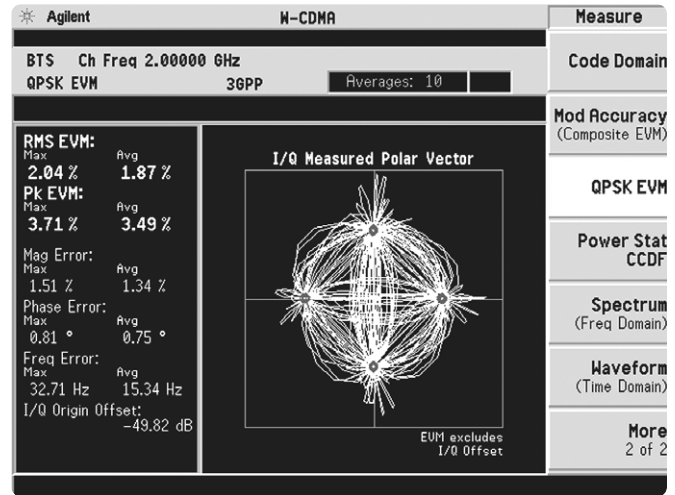 Agilent
W-CDMA
Measure
BTS Ch Freq 2.00000 GHz
QPSK EVM 3GPP Averages: 10
RMS EVM:
Max Avg
2.04 % 1.87 %
Pk EVM:
Max Avg
3.71 % 3.49 %
Mag Error:
Max Avg
1.51 % 1.34 %
Phase Error:
Max Avg
0.81 ° 0.75 °
Freq Error:
Max Avg
32.71 Hz 15.34 Hz
I/Q Origin Offset:
-49.82 dB
I/Q Measured Polar Vector
EVM excludes
I/Q Offset
Code Domain
Mod Accuracy
(Composite EVM)
QPSK EVM
Power Stat
CCDF
Spectrum
(Freq Domain)
Waveform
(Time Domain)
More
2 of 2